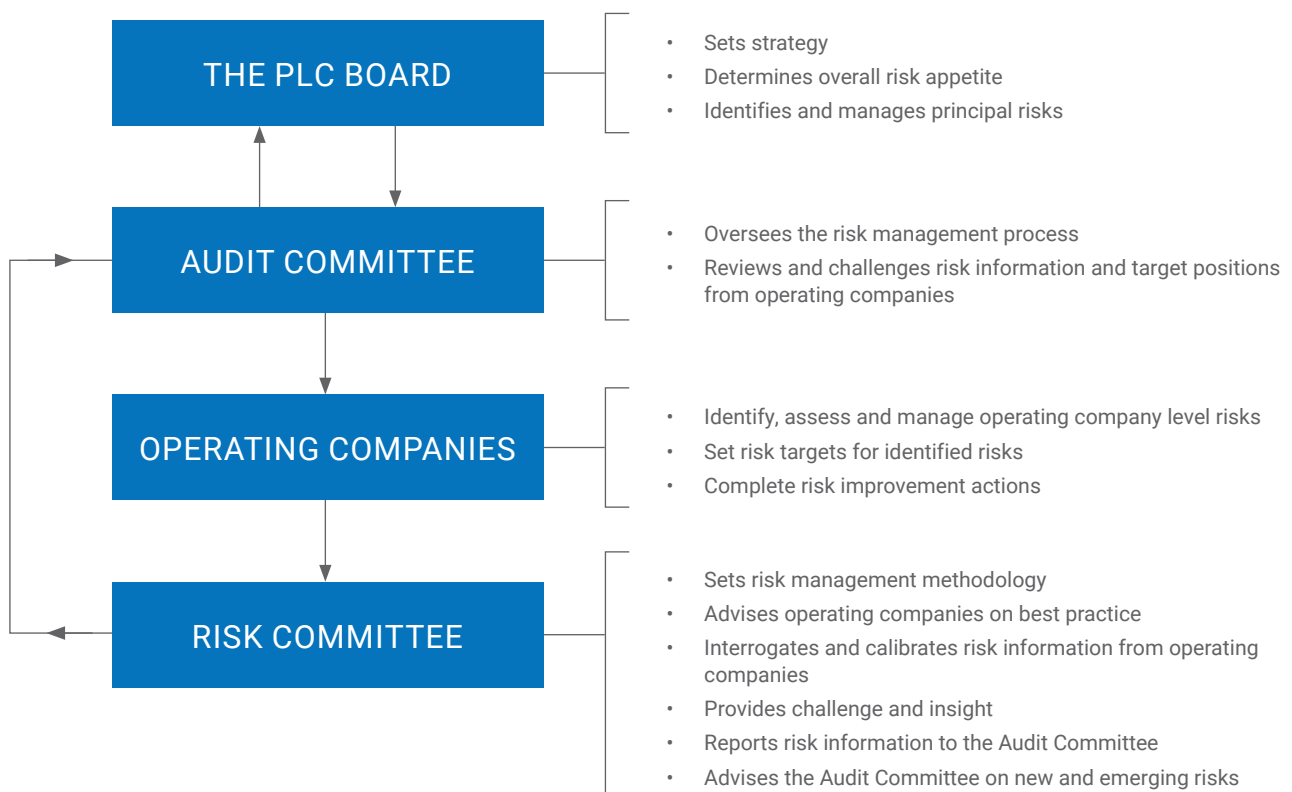 THE PLC BOARD
• Sets strategy
• Determines overall risk appetite
• Identifies and manages principal risks
AUDIT COMMITTEE
• Oversees the risk management process
• Reviews and challenges risk information and target positions
from operating companies
OPERATING COMPANIES
• Identify, assess and manage operating company level risks
• Set risk targets for identified risks
• Complete risk improvement actions
RISK COMMITTEE
• Sets risk management methodology
• Advises operating companies on best practice
• Interrogates and calibrates risk information from operating
companies
• Provides challenge and insight
• Reports risk information to the Audit Committee
• Advises the Audit Committee on new and emerging risks